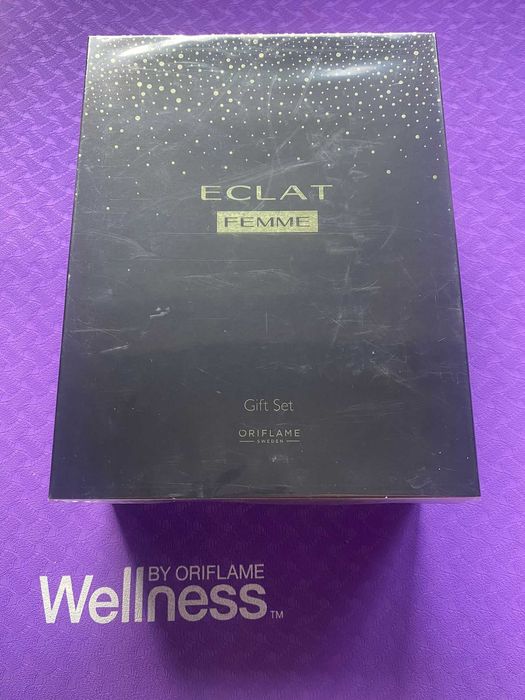 ECLAT
FEMME
Gift Set
ORIFLAME
SWEDEN
BY ORIFLAME
Wellness™